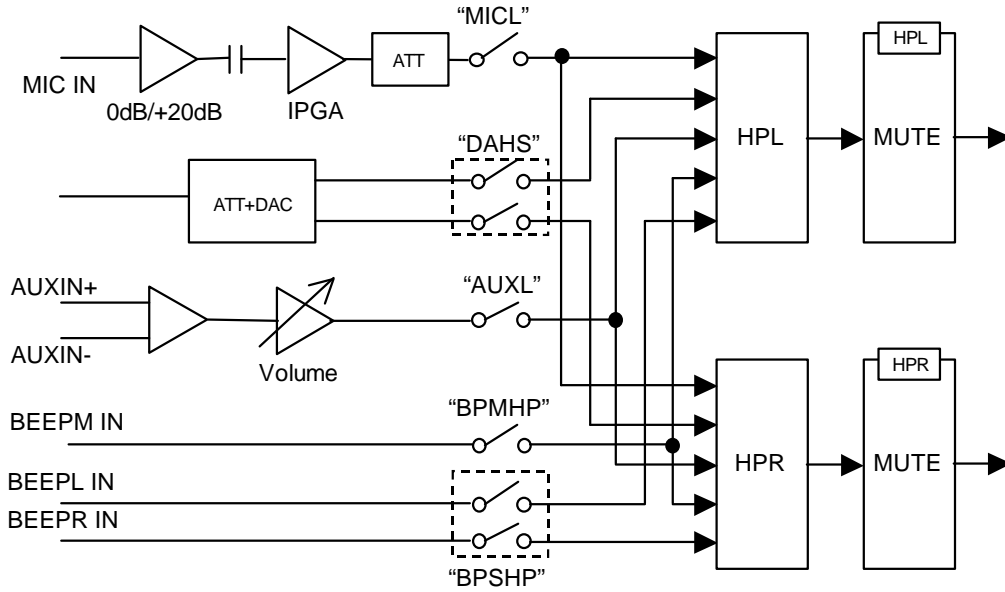 “MICL”
HPL
ATT
MIC IN
0dB/+20dB
IPGA
HPL
MUTE
“DAHS”
ATT+DAC
AUXIN+
“AUXL”
AUXIN-
Volume
HPR
“BPMHP”
BEEPM IN
HPR
MUTE
BEEPL IN
BEEPR IN
“BPSHP”